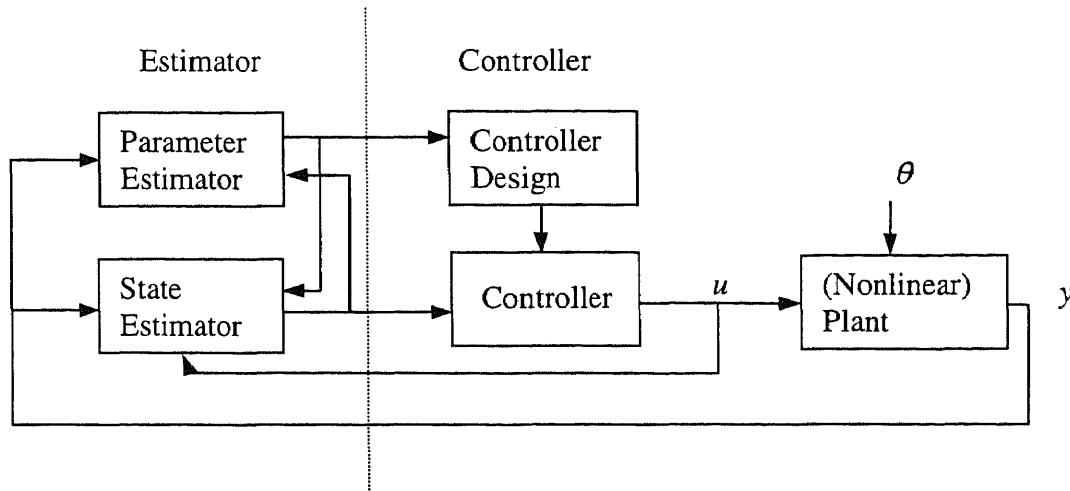 Estimator
Controller
Parameter
Estimator
Controller
Design
θ
State
Estimator
Controller
u
(Nonlinear)
Plant
y